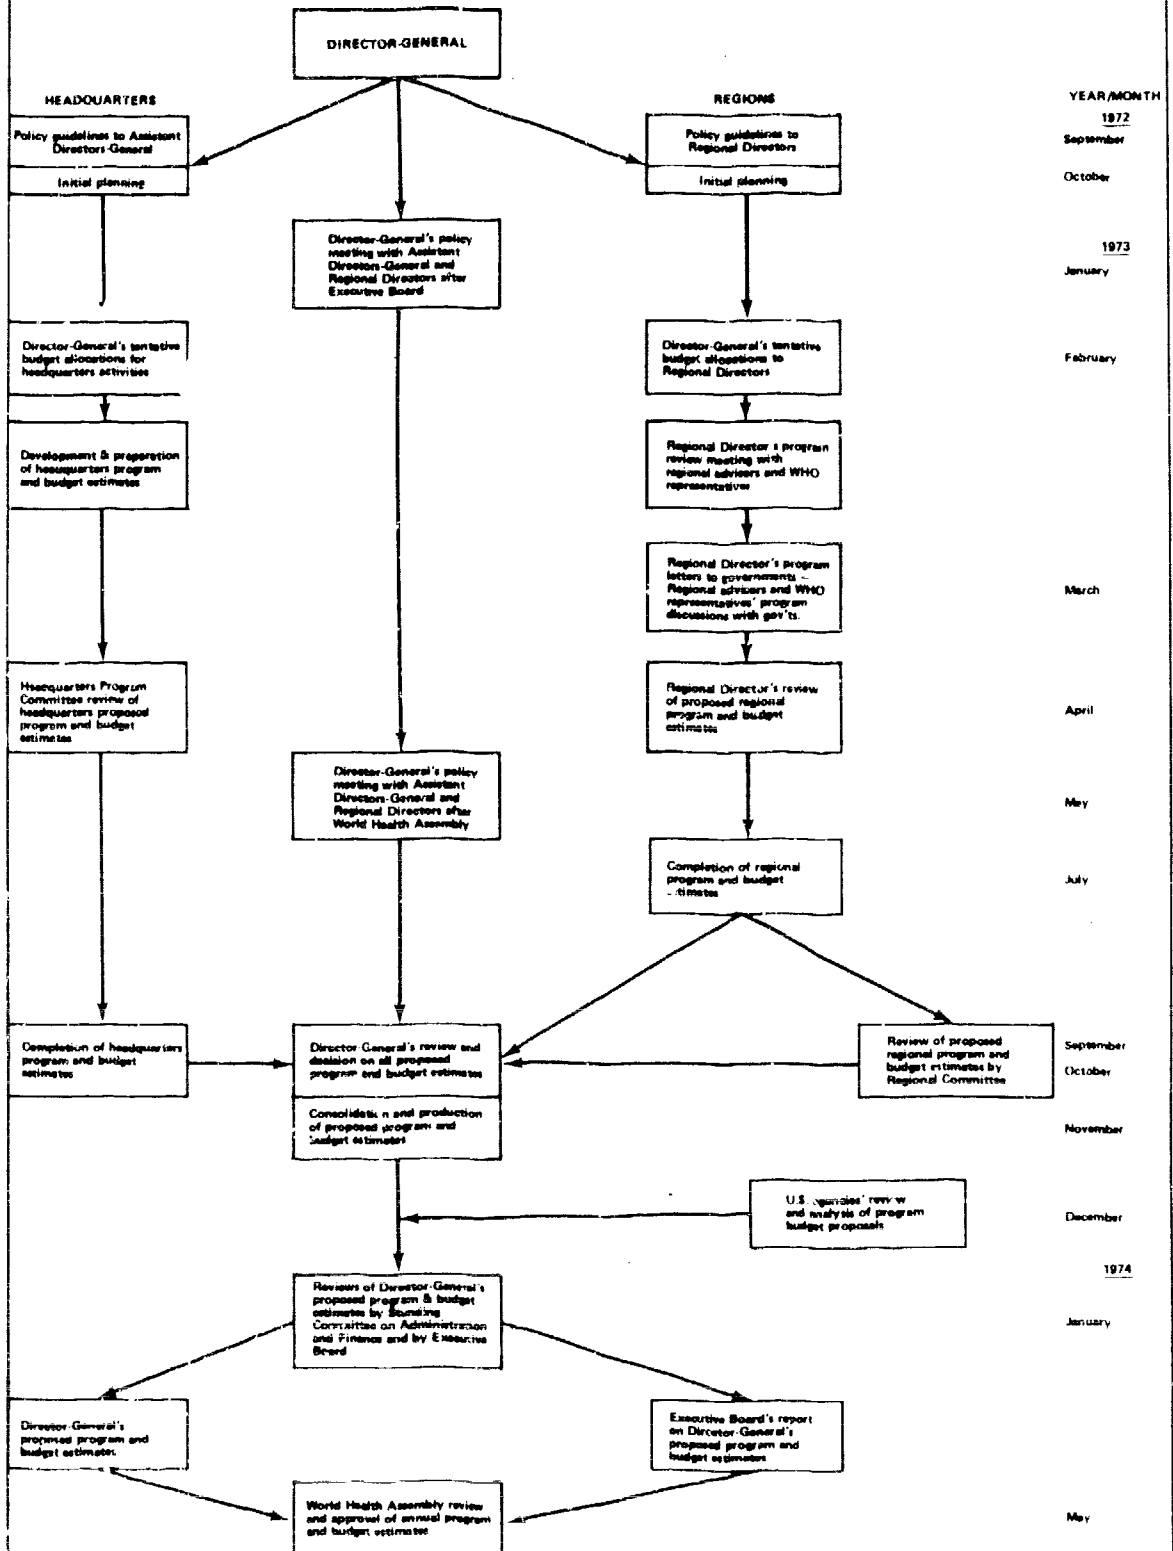 DIRECTOR-GENERAL
HEADQUARTERS
REGIONS
YEAR/MONTH
1972
Policy guidelines to Assistant
Directors-General
Policy guidelines to
Regional Directors
September
Initial planning
Initial planning
October
Director-General's policy
meeting with Assistant
Directors-General and
Regional Directors after
Executive Board
1973
January
Director-General's tentative
budget allocations for
headquarters activities
Director-General's tentative
budget allocations to
Regional Directors
February
Development & preparation
of headquarters program
and budget estimates
Regional Director's program
review meeting with
regional advisers and WHO
representatives
Regional Director's program
letters to governments –
Regional advisers and WHO
representatives' program
discussions with gov'ts.
March
Headquarters Program
Committee review of
headquarters proposed
program and budget
estimates
Regional Director's review
of proposed regional
program and budget
estimates
April
Director-General's policy
meeting with Assistant
Directors-General and
Regional Directors after
World Health Assembly
May
Completion of regional
program and budget
estimates
July
Completion of headquarters
program and budget
estimates
Director-General's review and
decision on all proposed
program and budget estimates
Review of proposed
regional program and
budget estimates by
Regional Committee
September
October
Consolidation and production
of proposed program and
budget estimates
November
U.S. agencies' review
and analysis of program
budget proposals
December
1974
Reviews of Director-General's
proposed program & budget
estimates by Standing
Committee on Administration
and Finance and by Executive
Board
January
Director-General's
proposed program and
budget estimates
Executive Board's report
on Director-General's
proposed program and
budget estimates
World Health Assembly review
and approval of annual program
and budget estimates
May